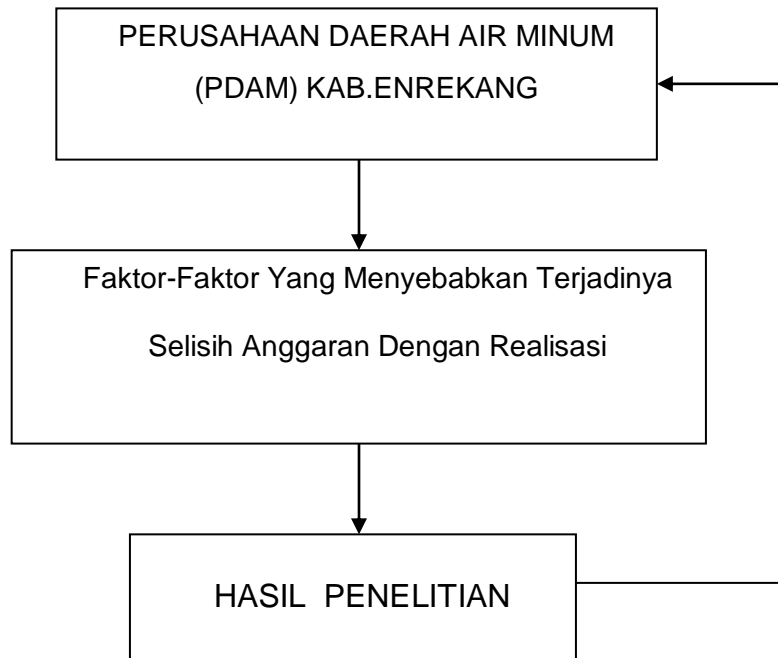 PERUSAHAAN DAERAH AIR MINUM
(PDAM) KAB.ENREKANG
Faktor-Faktor Yang Menyebabkan Terjadinya
Selisih Anggaran Dengan Realisasi
HASIL PENELITIAN